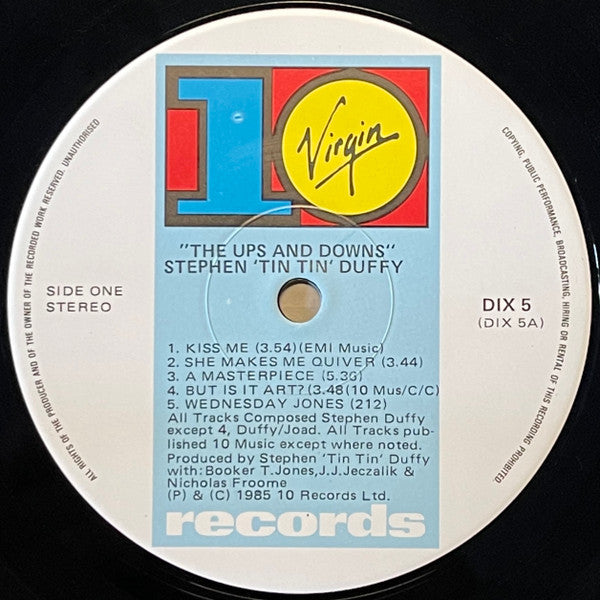 10
Virgin
"THE UPS AND DOWNS"
STEPHEN 'TIN TIN' DUFFY
SIDE ONE
STEREO
DIX 5
(DIX 5A)
1. KISS ME (3.54)(EMI Music)
2. SHE MAKES ME QUIVER (3.44)
3. A MASTERPIECE (5.36)
4. BUT IS IT ART? (3.48(10 Mus/C/C)
5. WEDNESDAY JONES (212)
All Tracks Composed Stephen Duffy
except 4, Duffy/Joad. All Tracks pub-
lished 10 Music except where noted.
Produced by Stephen 'Tin Tin' Duffy
with:Booker T.Jones,J.J.Jeczalik &
Nicholas Froome
(P) & (C) 1985 10 Records Ltd.
records
ALL RIGHTS OF THE PRODUCER AND OF THE OWNER OF THE RECORDED WORK RESERVED. UNAUTHORISED
COPYING, PUBLIC PERFORMANCE, BROADCASTING, HIRING OR RENTAL OF THIS RECORDING PROHIBITED.